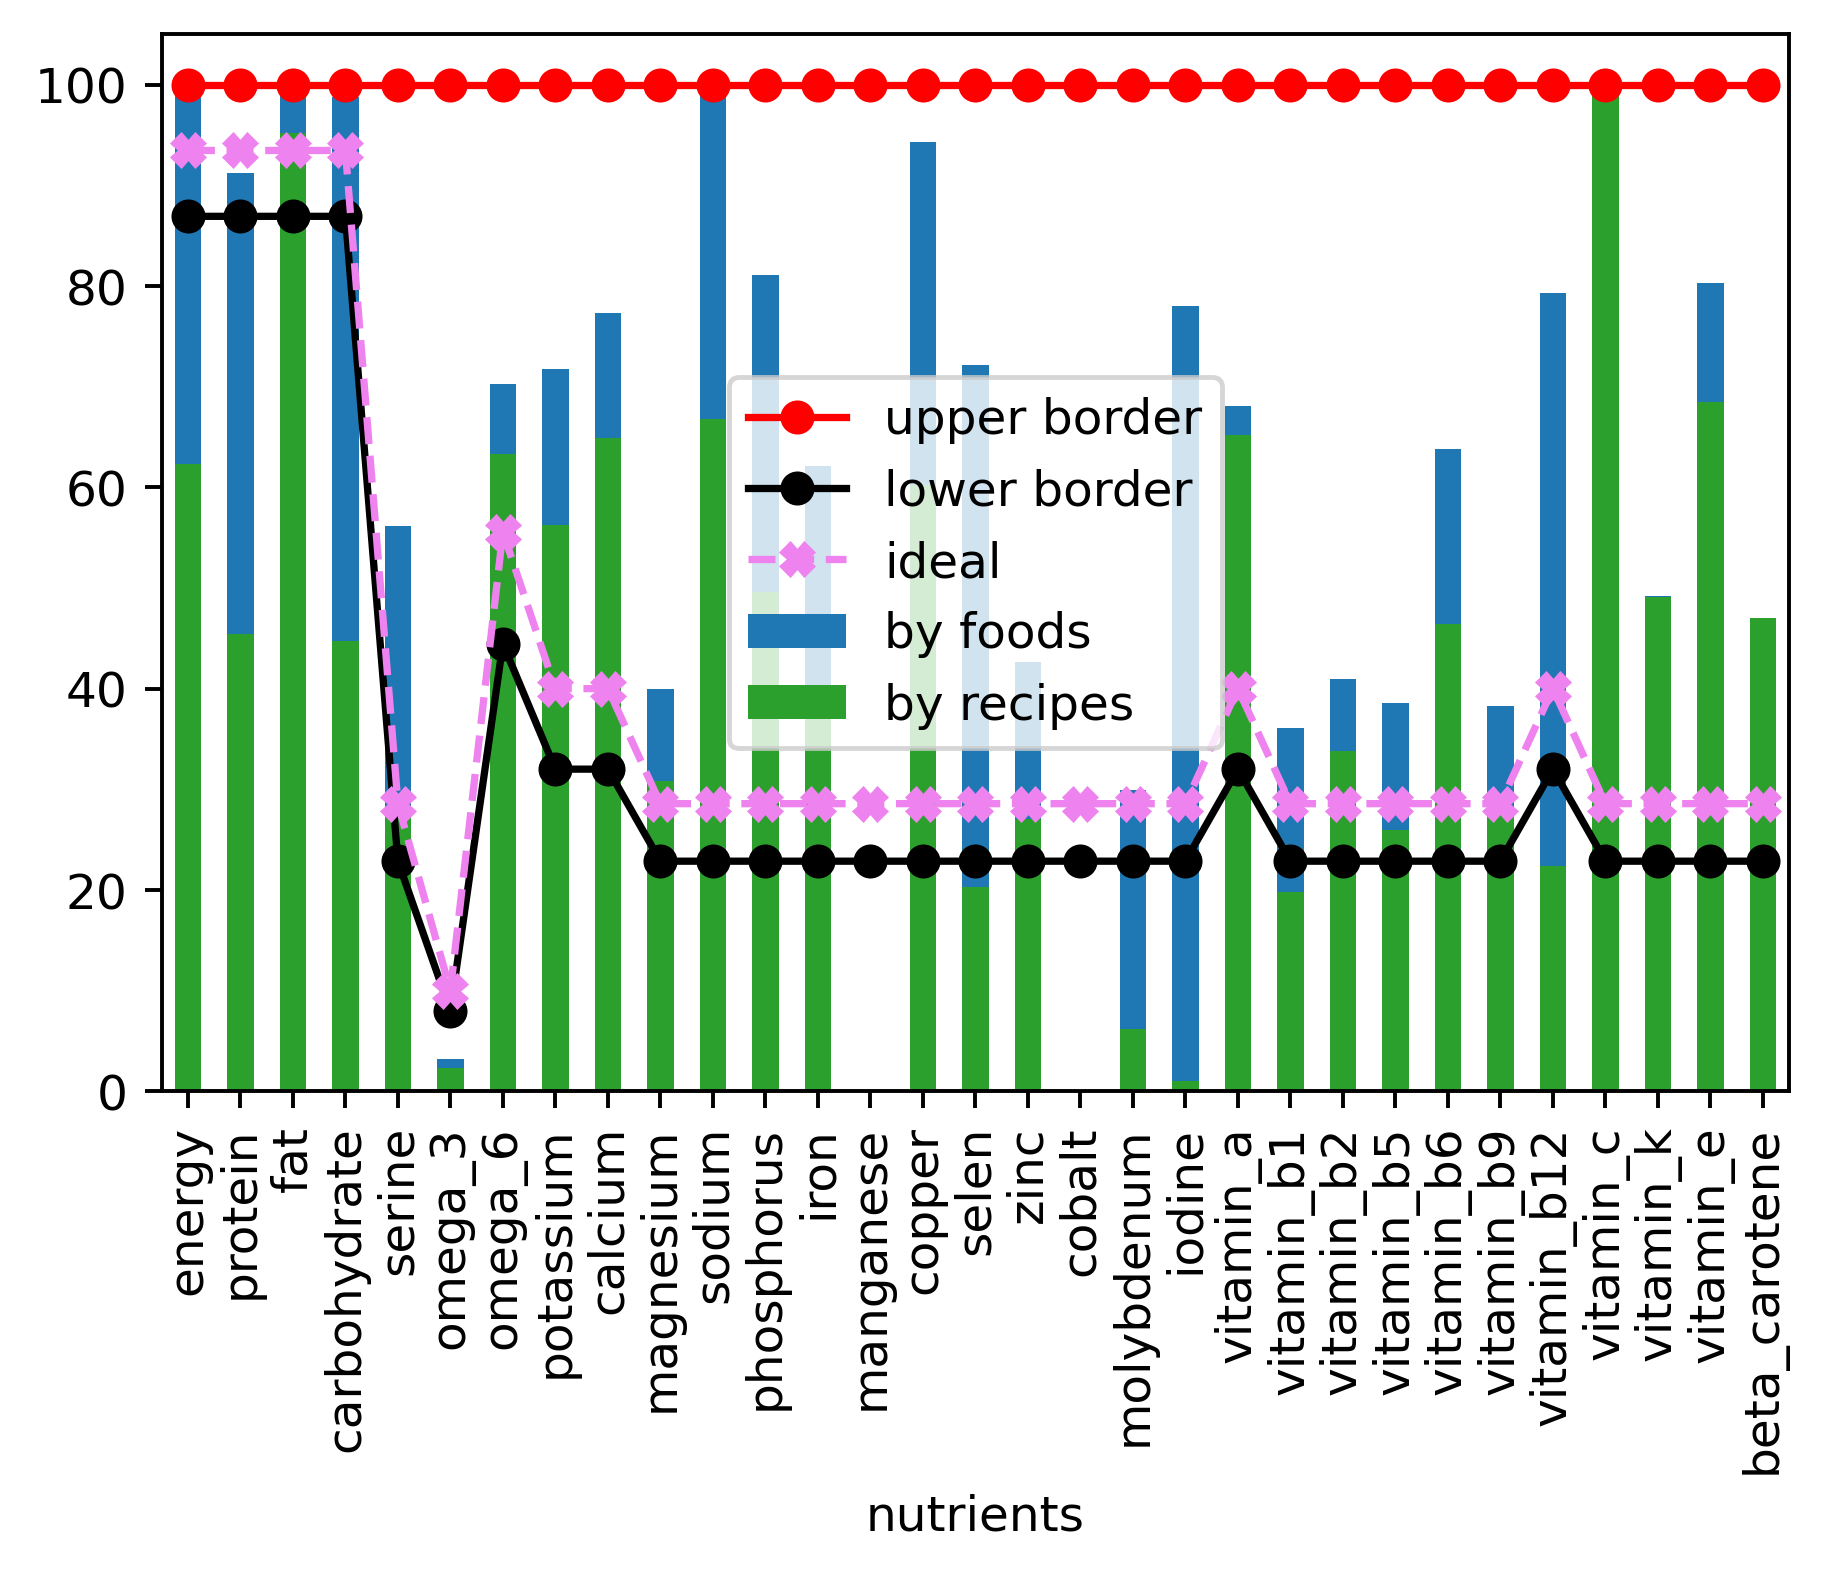 100
80
60
40
20
0
upper border
lower border
ideal
by foods
by recipes
energy
protein
fat
carbohydrate
serine
omega_3
omega_6
potassium
calcium
magnesium
sodium
phosphorus
iron
manganese
copper
selen
zinc
cobalt
molybdenum
iodine
vitamin_a
vitamin_b1
vitamin_b2
vitamin_b5
vitamin_b6
vitamin_b9
vitamin_b12
vitamin_c
vitamin_k
vitamin_e
beta_carotene
nutrients